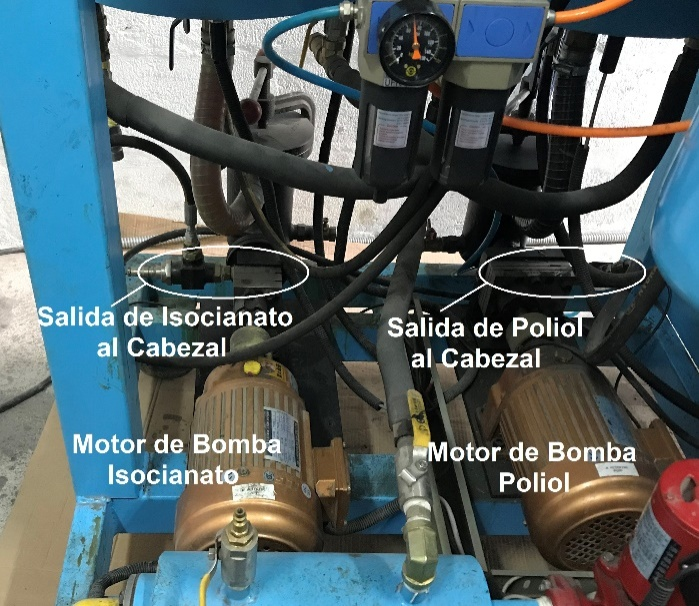 Salida de Isocianato
al Cabezal
Salida de Poliol
al Cabezal
Motor de Bomba
Isocianato
Motor de Bomba
Poliol